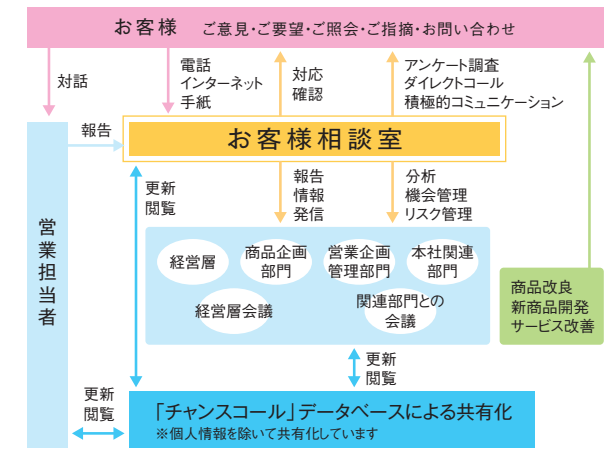 お客様 ご意見・ご要望・ご照会・ご指摘・お問い合わせ
対話
電話
インターネット
手紙
対応
確認
アンケート調査
ダイレクトコール
積極的コミュニケーション
報告
お客様相談室
更新
閲覧
報告
情報
発信
分析
機会管理
リスク管理
営業担当者
経営層
商品企画
部門
営業企画
管理部門
本社関連
部門
経営層会議
関連部門との
会議
商品改良
新商品開発
サービス改善
更新
閲覧
更新
閲覧
「チャンスコール」データベースによる共有化
※個人情報を除いて共有化しています